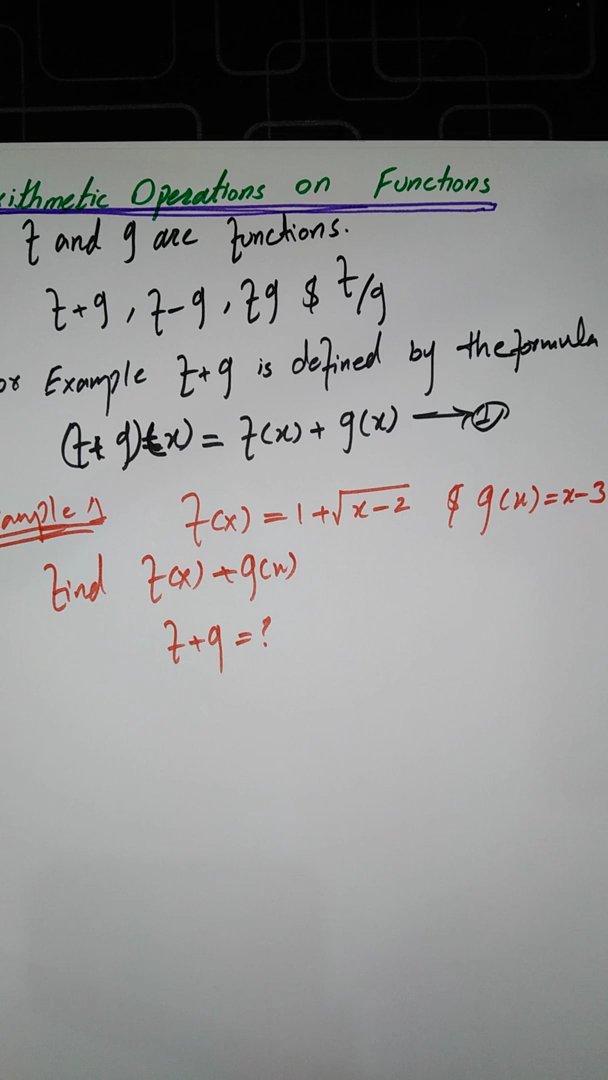 ithmetic Operations on Functions
f and g are functions.
f+g, f-g, fg & f/g
or Example f+g is defined by the formula
(f+g)(x) = f(x) + g(x) → ①
ample 1 f(x) = 1+√x-2 & g(x)=x-3
Find f(x)+g(x)
f+g=?